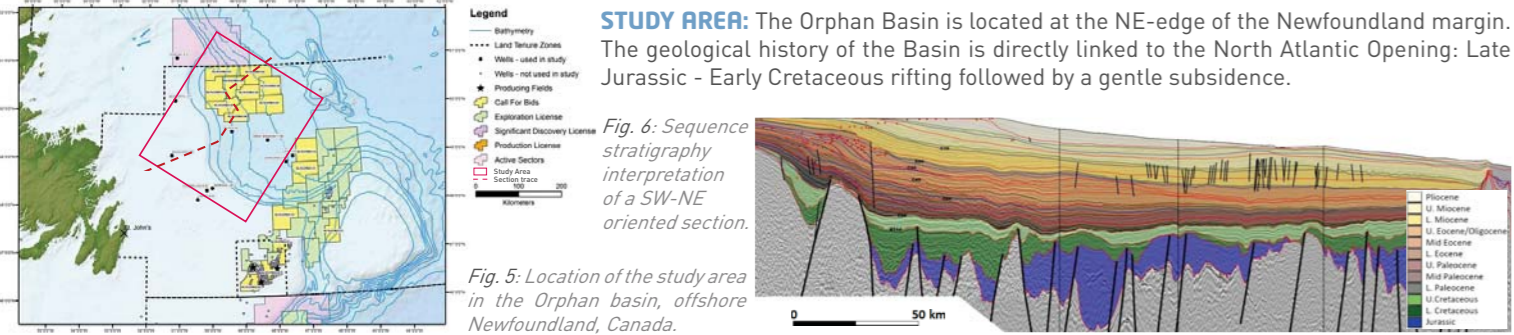 Legend
Bathymetry
Land Tenure Zones
Wells - used in study
Wells - not used in study
Producing Fields
Call For Bids
Exploration License
Significant Discovery License
Production License
Active Sectors
Study Area
Section trace
0 100 200
Kilometers
St. John's
STUDY AREA: The Orphan Basin is located at the NE-edge of the Newfoundland margin.
The geological history of the Basin is directly linked to the North Atlantic Opening: Late
Jurassic - Early Cretaceous rifting followed by a gentle subsidence.
Fig. 6: Sequence
stratigraphy
interpretation
of a SW-NE
oriented section.
Fig. 5: Location of the study area
in the Orphan basin, offshore
Newfoundland, Canada.
0 50 km
Pliocene
U. Miocene
L. Miocene
U. Eocene/Oligocene
Mid Eocene
L. Eocene
U. Paleocene
Mid Paleocene
L. Paleocene
U.Cretaceous
L. Cretaceous
Jurassic